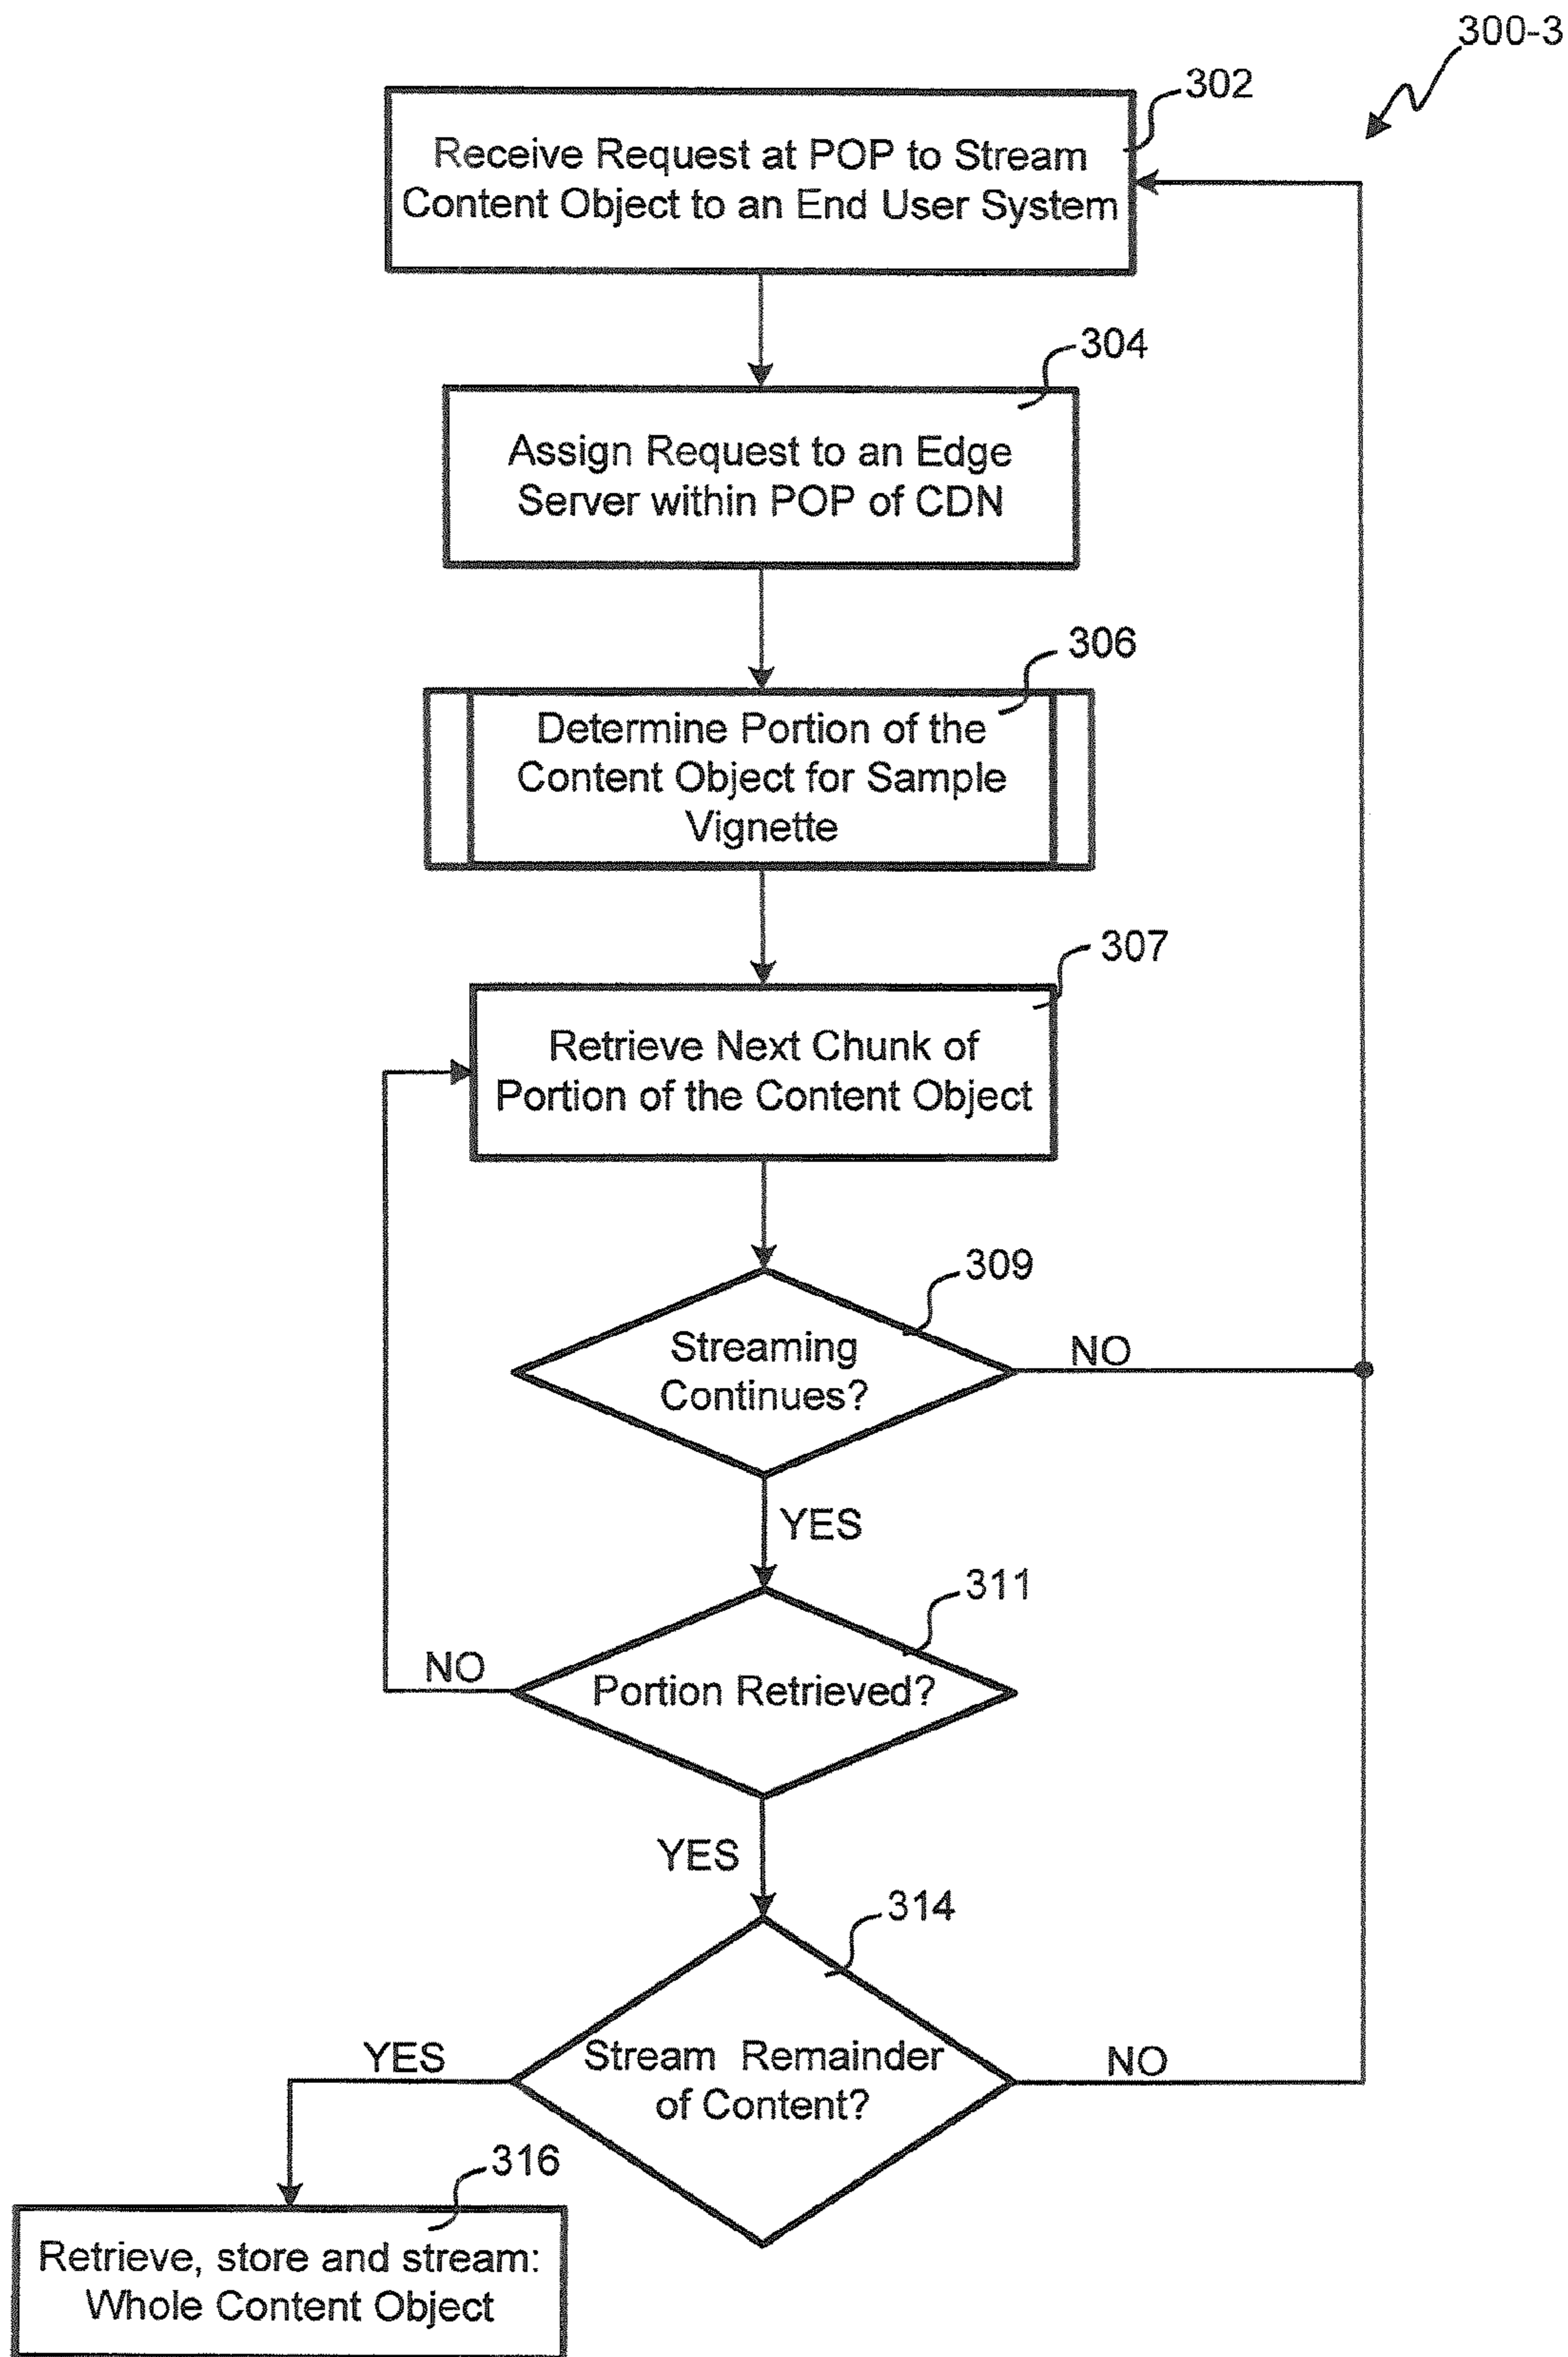 300-3
302
Receive Request at POP to Stream
Content Object to an End User System
304
Assign Request to an Edge
Server within POP of CDN
306
Determine Portion of the
Content Object for Sample
Vignette
307
Retrieve Next Chunk of
Portion of the Content Object
309
Streaming
Continues?
NO
YES
311
NO
Portion Retrieved?
YES
314
YES
Stream Remainder
of Content?
NO
316
Retrieve, store and stream:
Whole Content Object